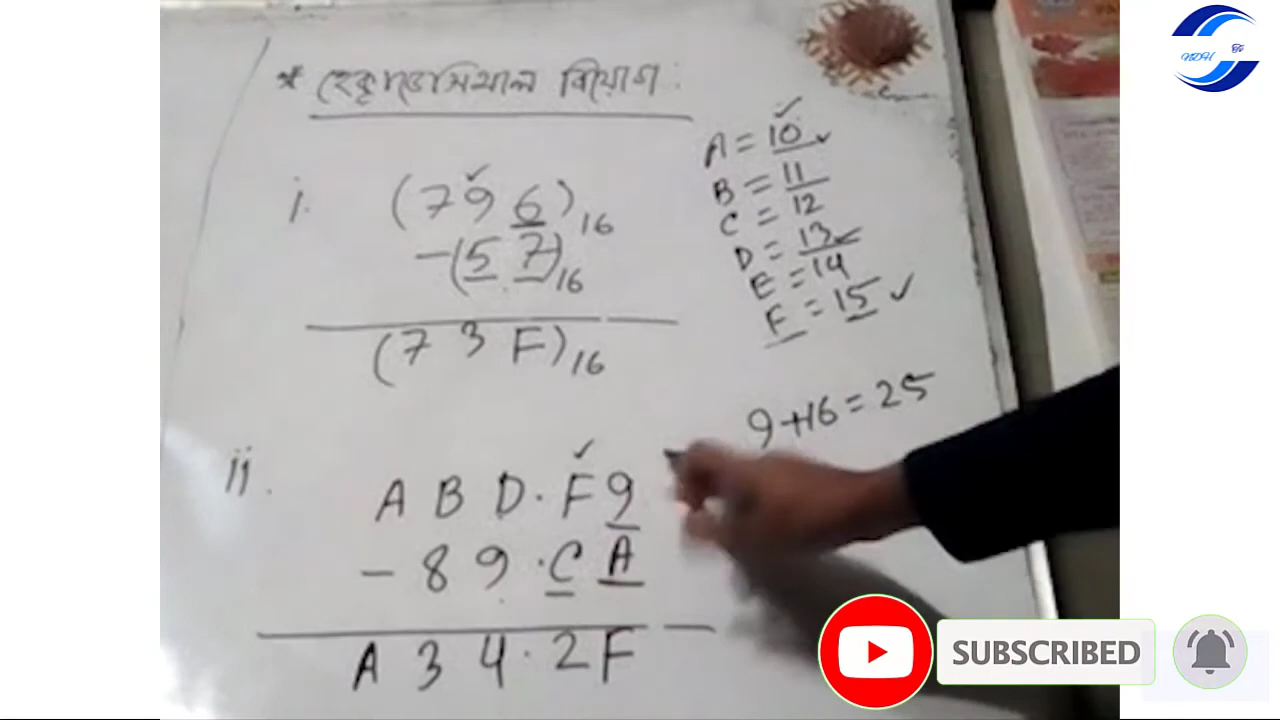 * হেক্সাডেসিমাল বিয়োগ :
i. (7 9 6)16
-(5 7)16
(7 3 F)16
A = 10
B = 11
C = 12
D = 13
E = 14
F = 15
9+16 = 25
ii. A B D . F 9
- 8 9 . C A
A 3 4 . 2 F
NDH
SUBSCRIBED